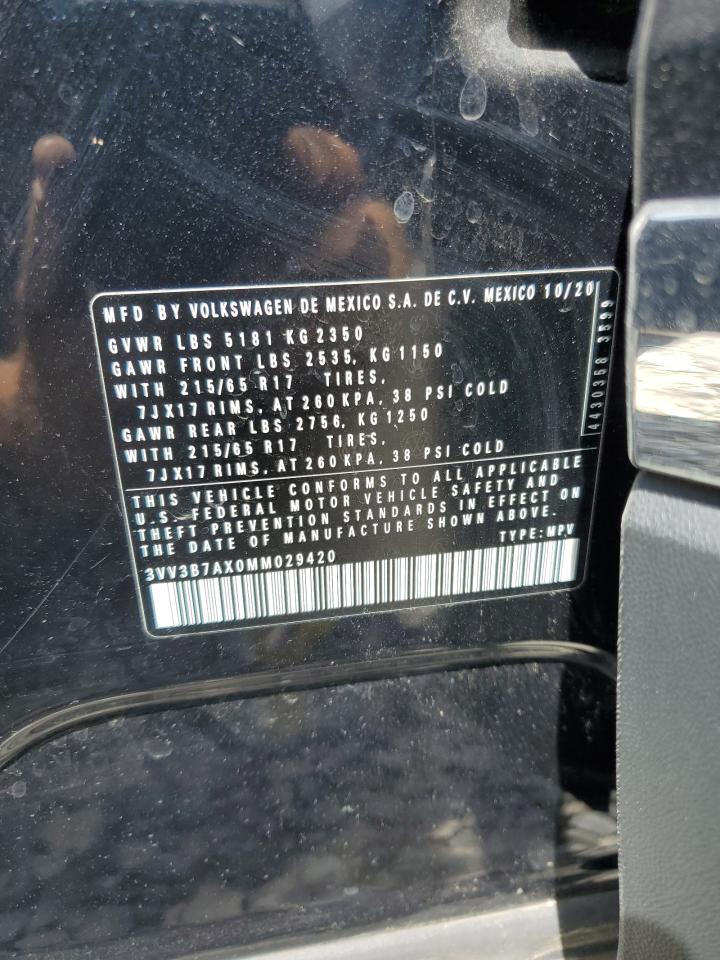 MFD BY VOLKSWAGEN DE MEXICO S.A. DE C.V. MEXICO 10/20
GVWR LBS 5181 KG 2350
GAWR FRONT LBS 2535, KG 1150
WITH 215/65 R17 TIRES,
7JX17 RIMS, AT 260 KPA, 38 PSI COLD
GAWR REAR LBS 2756, KG 1250
WITH 215/65 R17 TIRES,
7JX17 RIMS, AT 260 KPA, 38 PSI COLD
4430358 3599
THIS VEHICLE CONFORMS TO ALL APPLICABLE
U.S. FEDERAL MOTOR VEHICLE SAFETY AND
THEFT PREVENTION STANDARDS IN EFFECT ON
THE DATE OF MANUFACTURE SHOWN ABOVE.
TYPE: MPV
3VV3B7AX0MM029420